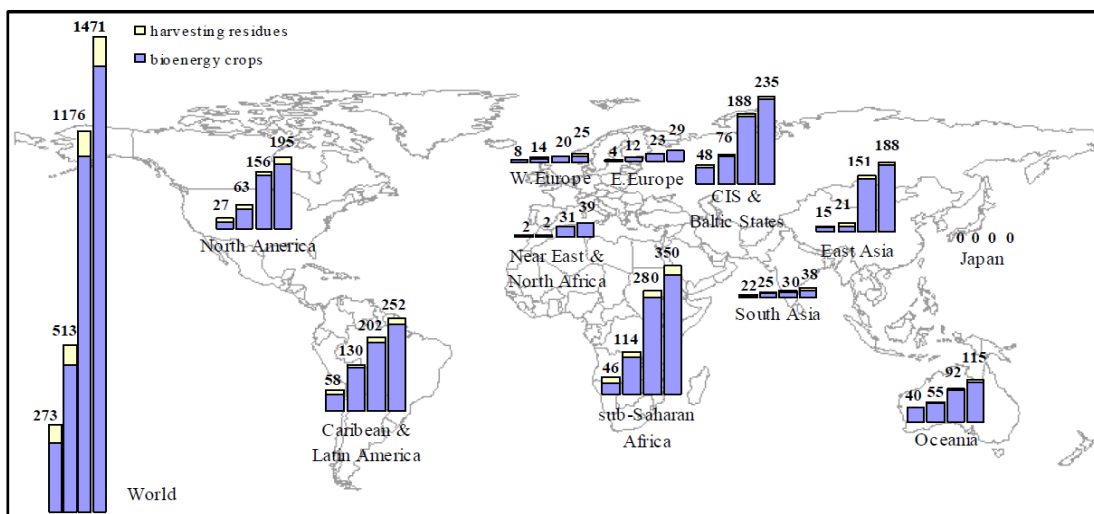 1471
harvesting residues
bioenergy crops
1176
513
273
World
195
156
63
27
North America
252
202
130
58
Caribean &
Latin America
8 14 20 25
W. Europe
4 12 23 29
E.Europe
235
188
76
48
CIS &
Baltic States
2 2 31 39
Near East &
North Africa
350
280
114
46
sub-Saharan
Africa
188
151
15 21
East Asia
0 0 0 0
Japan
22 25 30 38
South Asia
115
92
55
40
Oceania